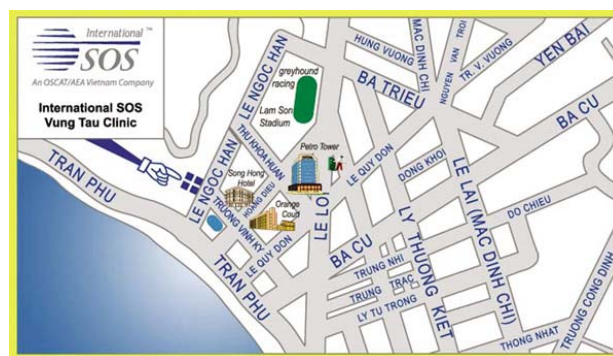 International ™
SOS
An OSCAT/AEA Vietnam Company
International SOS
Vung Tau Clinic
TRAN PHU
LE NGOC HAN
LE NGOC HAN
greyhound
racing
Lam Son
Stadium
THU KHOA HUAN
Song Hong
Hotel
HOANG DIEU
TRUONG VINH KY
Orange
Court
Petro Tower
LE QUY DON
LE QUY DON
TRAN PHU
LE LOI
HUNG VUONG
MAC DINH CHI
BA TRIEU
NGUYEN VAN TROI
TR. V. VUONG
YEN BAI
BA CU
BA CU
DONG KHOI
LE LAI (MAC DINH CHI)
DO CHIEU
LY THUONG KIET
TRUNG NHI
TRUNG TRAC
LY TU TRONG
THONG NHAT
TRUONG CONG DINH